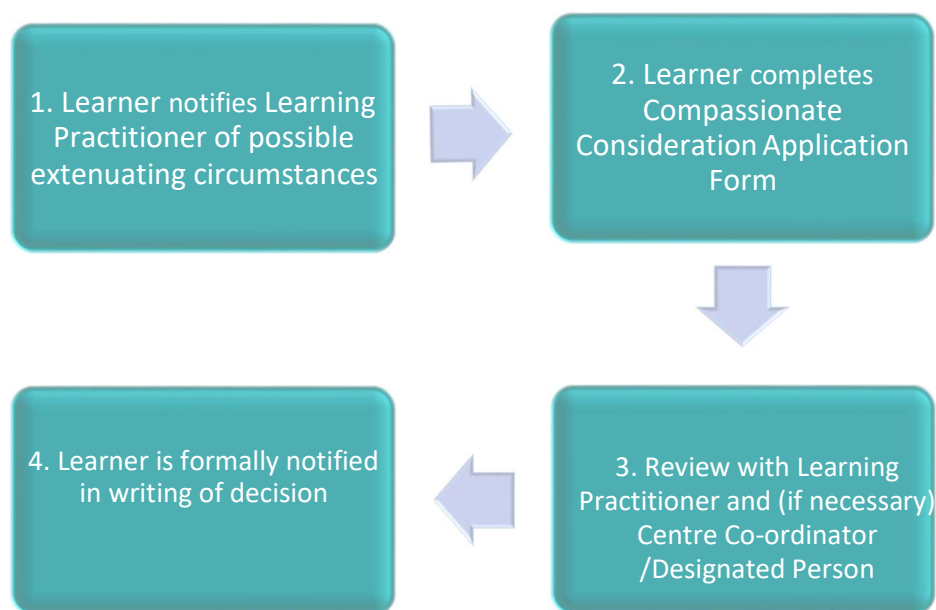 1. Learner notifies Learning
Practitioner of possible
extenuating circumstances
2. Learner completes
Compassionate
Consideration Application
Form
3. Review with Learning
Practitioner and (if necessary)
Centre Co-ordinator
/Designated Person
4. Learner is formally notified
in writing of decision